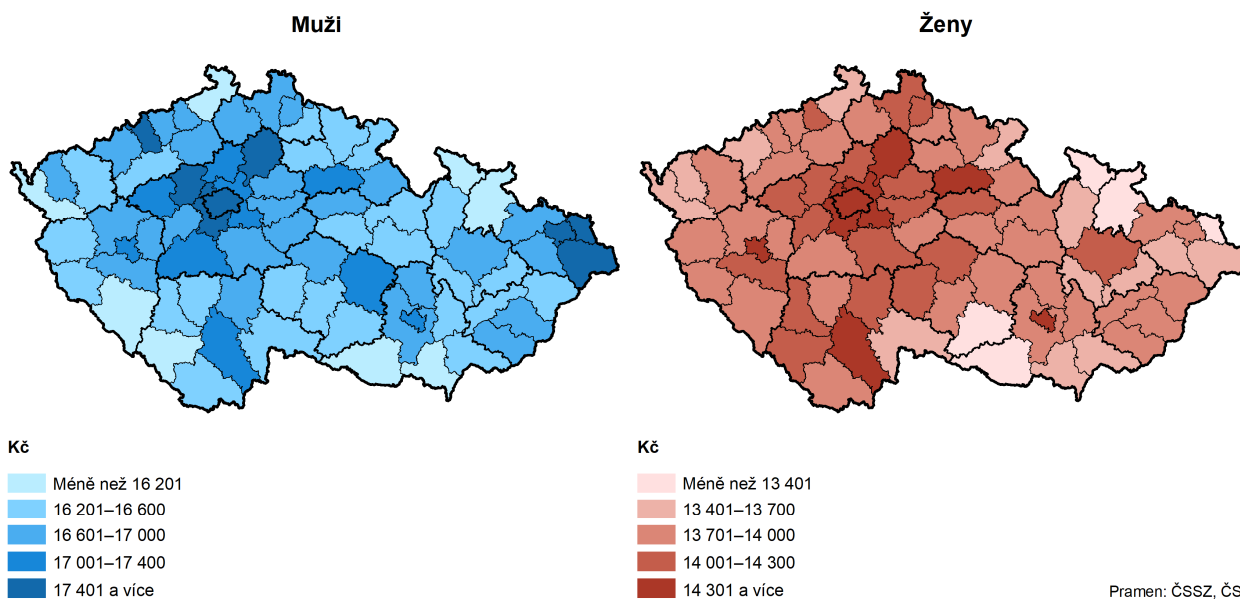 Muži
Ženy
Kč
Méně než 16 201
16 201–16 600
16 601–17 000
17 001–17 400
17 401 a více
Kč
Méně než 13 401
13 401–13 700
13 701–14 000
14 001–14 300
14 301 a více
Pramen: ČSSZ, ČS